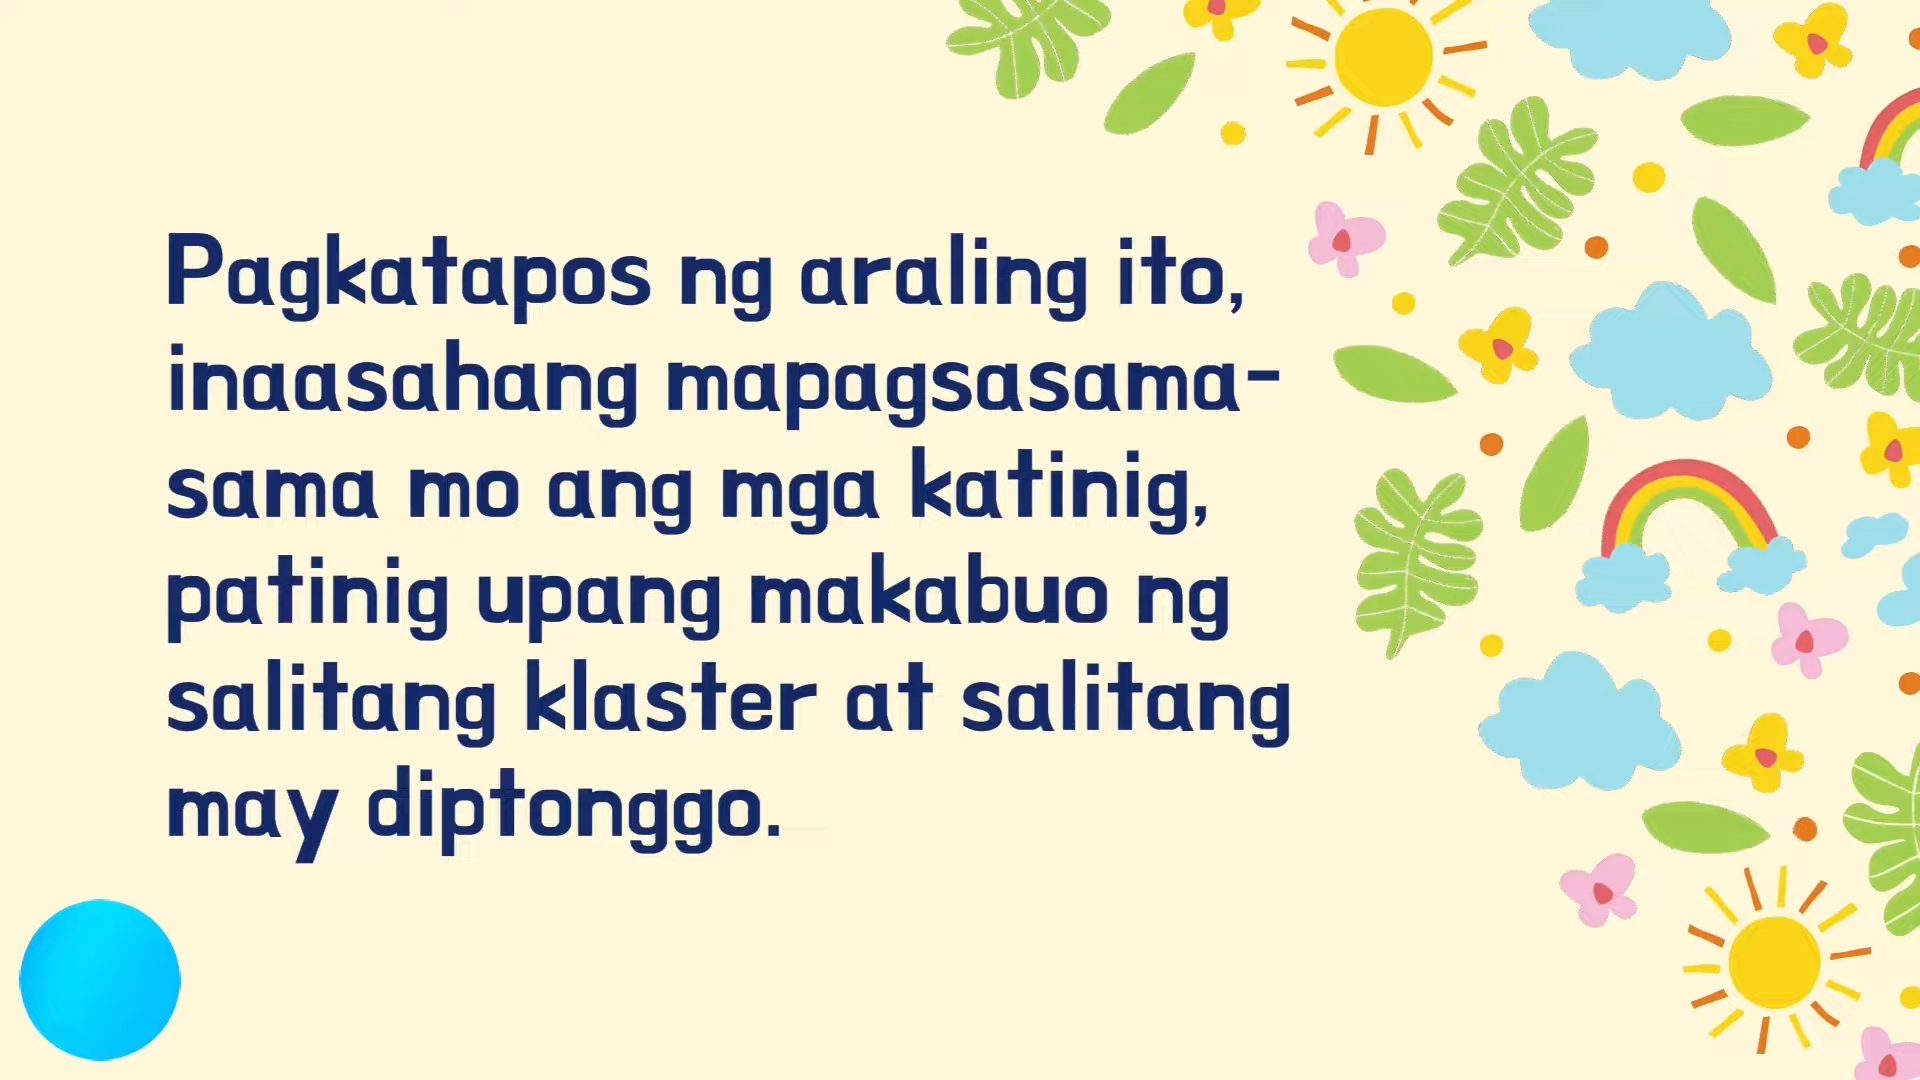 Pagkatapos ng araling ito,
inaasahang mapagsasama-
sama mo ang mga katinig,
patinig upang makabuo ng
salitang klaster at salitang
may diptonggo.